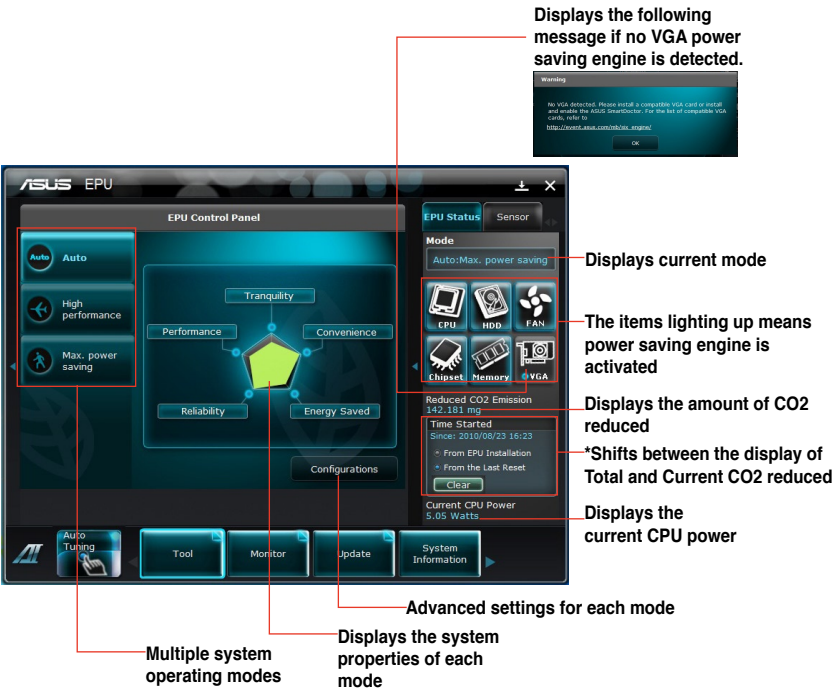 Displays the following
message if no VGA power
saving engine is detected.
Warning
No VGA detected. Please install a compatible VGA card or install
and enable the ASUS SmartDoctor. For the list of compatible VGA
cards, refer to
http://event.asus.com/mb/six_engine/
OK
ASUS EPU
EPU Control Panel
Auto Auto
High
performance
Max. power
saving
Tranquility
Performance
Convenience
Reliability
Energy Saved
Configurations
EPU Status
Sensor
Mode
Auto:Max. power saving
CPU
HDD
FAN
Chipset
Memory
VGA
Reduced CO2 Emission
142.181 mg
Time Started
Since: 2010/08/23 16:23
From EPU Installation
From the Last Reset
Clear
Current CPU Power
5.05 Watts
Displays current mode
The items lighting up means
power saving engine is
activated
Displays the amount of CO2
reduced
*Shifts between the display of
Total and Current CO2 reduced
Displays the
current CPU power
AI
Auto
Tuning
Tool
Monitor
Update
System
Information
Advanced settings for each mode
Displays the system
properties of each
mode
Multiple system
operating modes